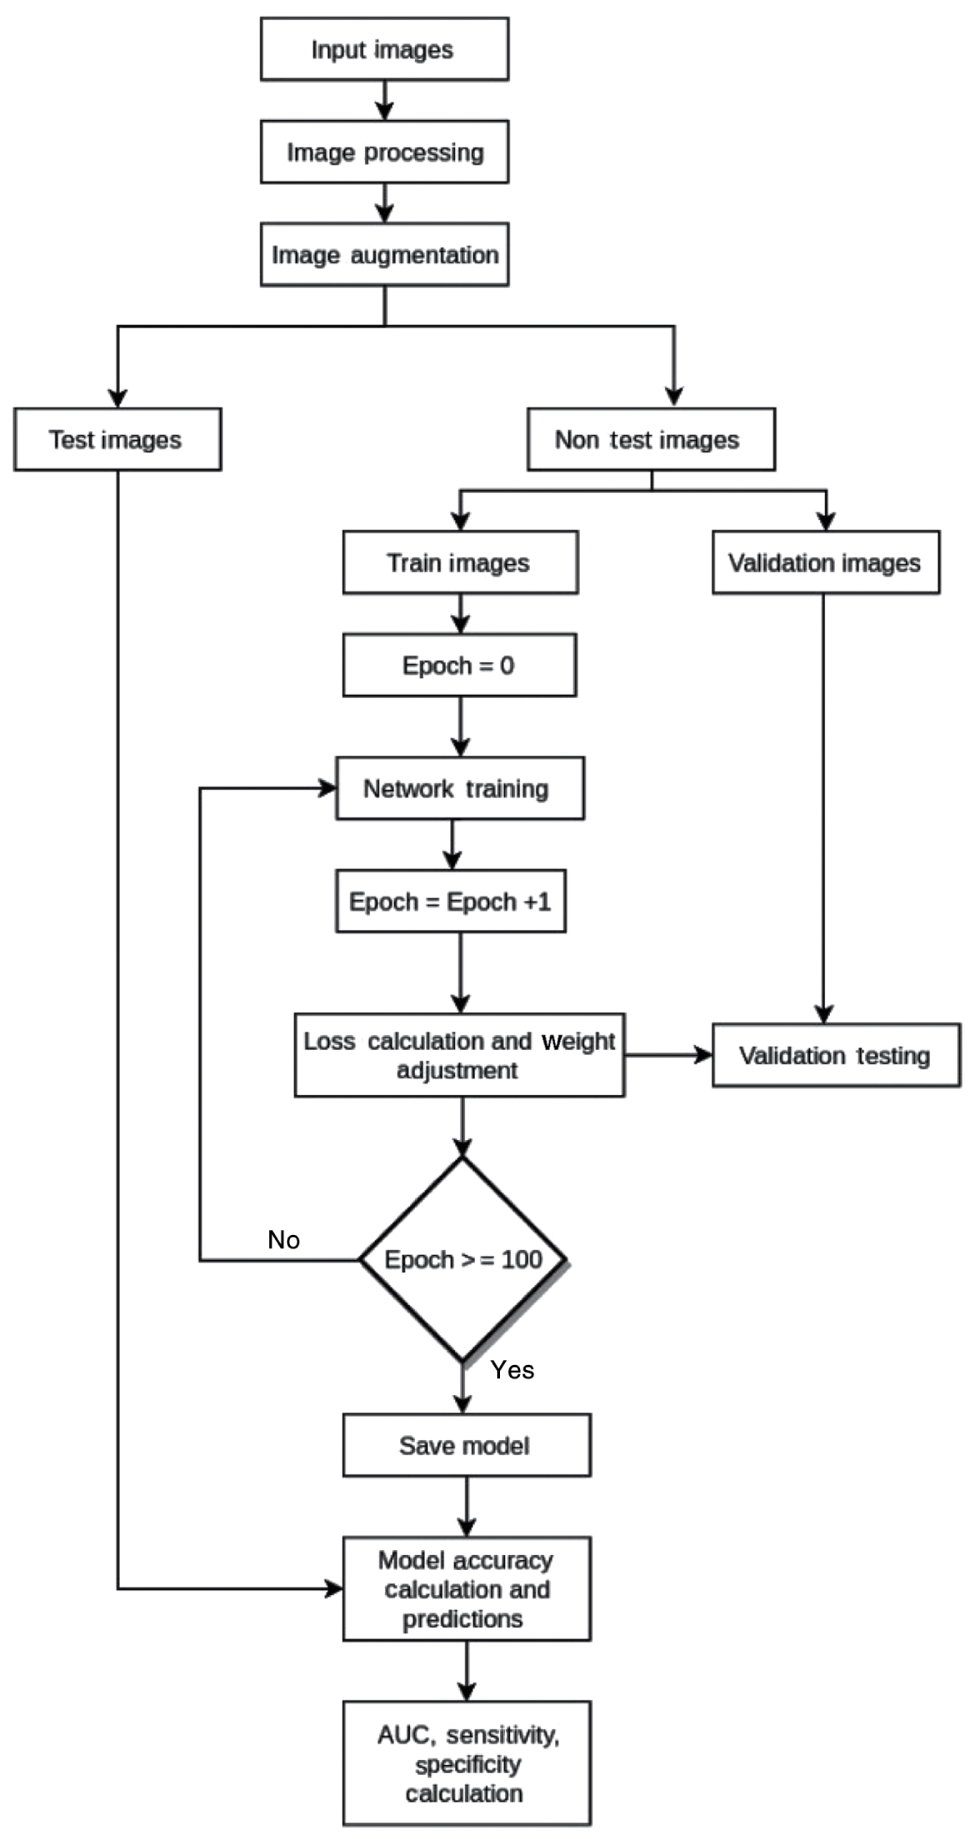 Input images
Image processing
Image augmentation
Test images
Non test images
Train images
Validation images
Epoch = 0
Network training
Epoch = Epoch +1
Loss calculation and weight
adjustment
Validation testing
No
Epoch > = 100
Yes
Save model
Model accuracy
calculation and
predictions
AUC, sensitivity,
specificity
calculation